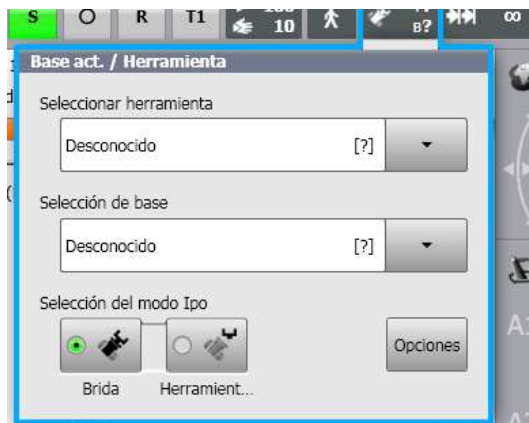 S O R T1 10 B? ∞
Base act. / Herramienta
Seleccionar herramienta
Desconocido [?]
Selección de base
Desconocido [?]
Selección del modo Ipo
Opciones
Brida Herramient...